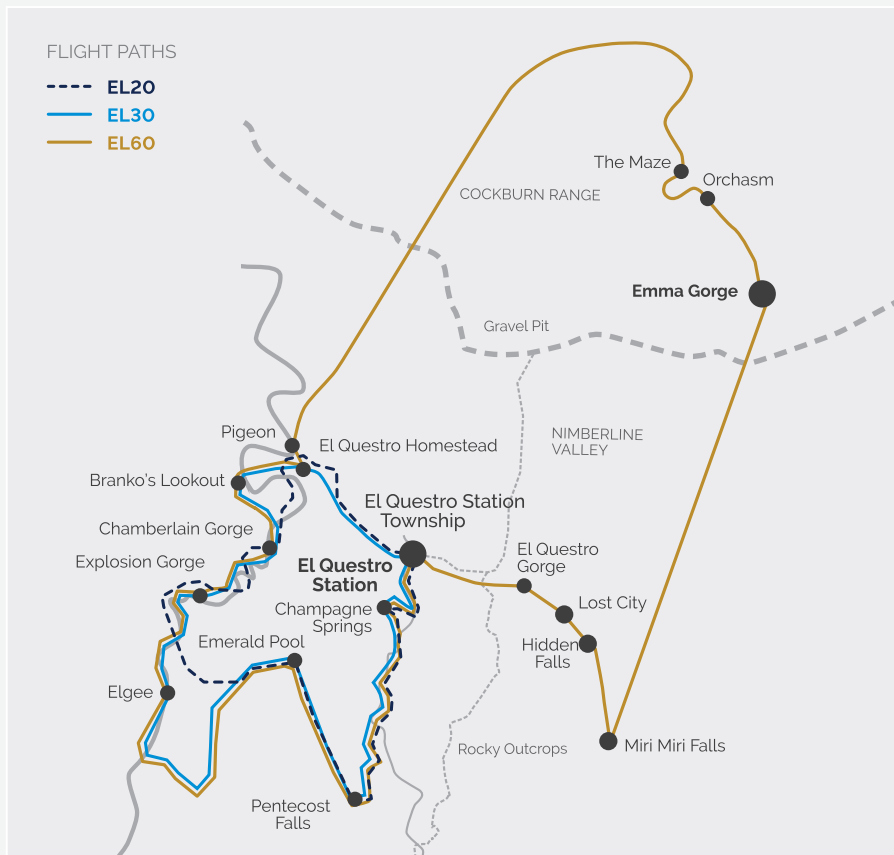 FLIGHT PATHS
EL20
EL30
EL60
The Maze
Orchasm
COCKBURN RANGE
Emma Gorge
Gravel Pit
Pigeon
El Questro Homestead
NIMBERLINE
VALLEY
Branko's Lookout
El Questro Station
Township
Chamberlain Gorge
Explosion Gorge
El Questro
Station
El Questro
Gorge
Champagne
Springs
Lost City
Emerald Pool
Hidden
Falls
Elgee
Rocky Outcrops
Miri Miri Falls
Pentecost
Falls